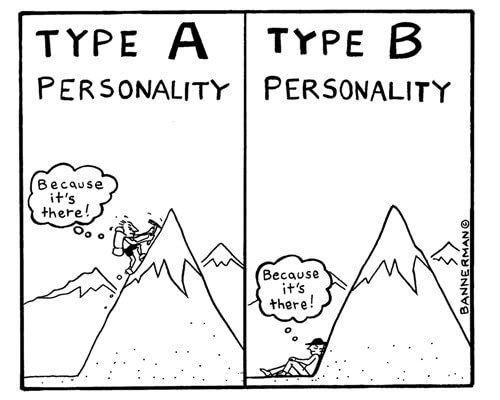 TYPE A
PERSONALITY
Because
it's
there!
TYPE B
PERSONALITY
Because
it's
there!
BANNERMAN©